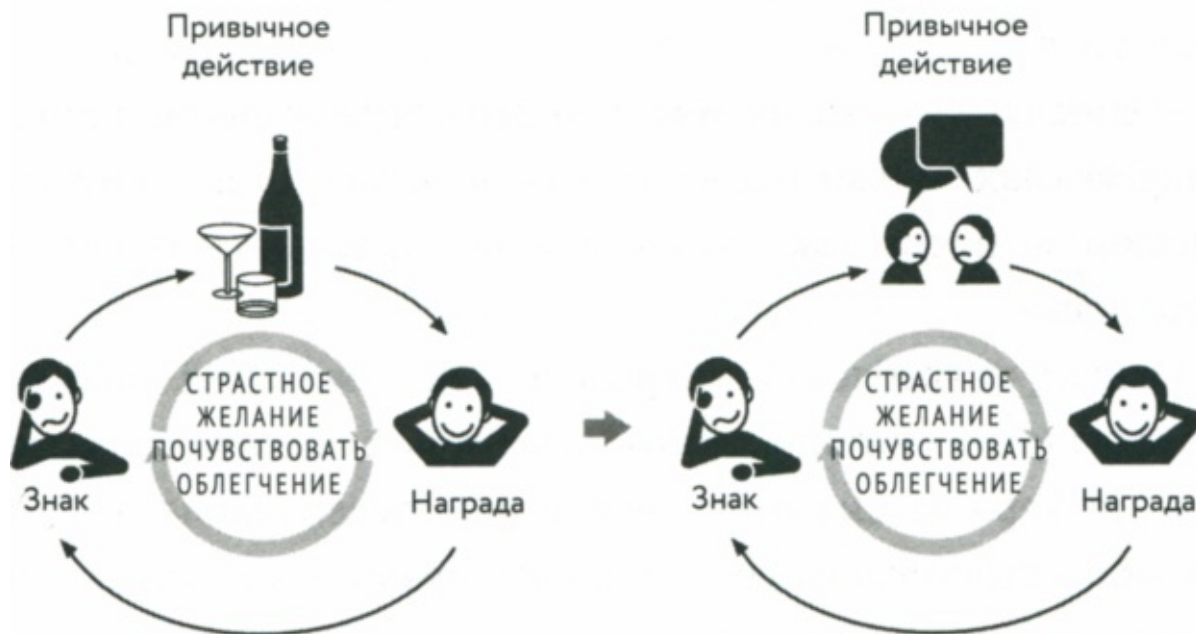 Привычное
действие
СТРАСТНОЕ
ЖЕЛАНИЕ
ПОЧУВСТВОВАТЬ
ОБЛЕГЧЕНИЕ
Знак
Награда
Привычное
действие
СТРАСТНОЕ
ЖЕЛАНИЕ
ПОЧУВСТВОВАТЬ
ОБЛЕГЧЕНИЕ
Знак
Награда